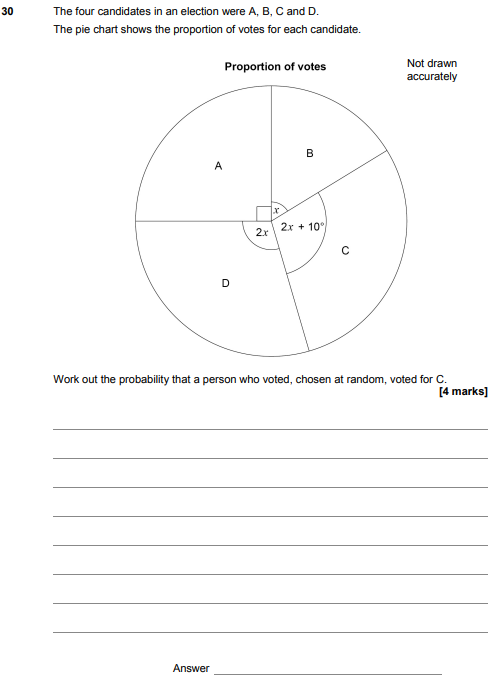 30 The four candidates in an election were A, B, C and D.
The pie chart shows the proportion of votes for each candidate.
Proportion of votes
Not drawn
accurately
B
A
x
2x
2x + 10°
C
D
Work out the probability that a person who voted, chosen at random, voted for C.
[4 marks]
Answer